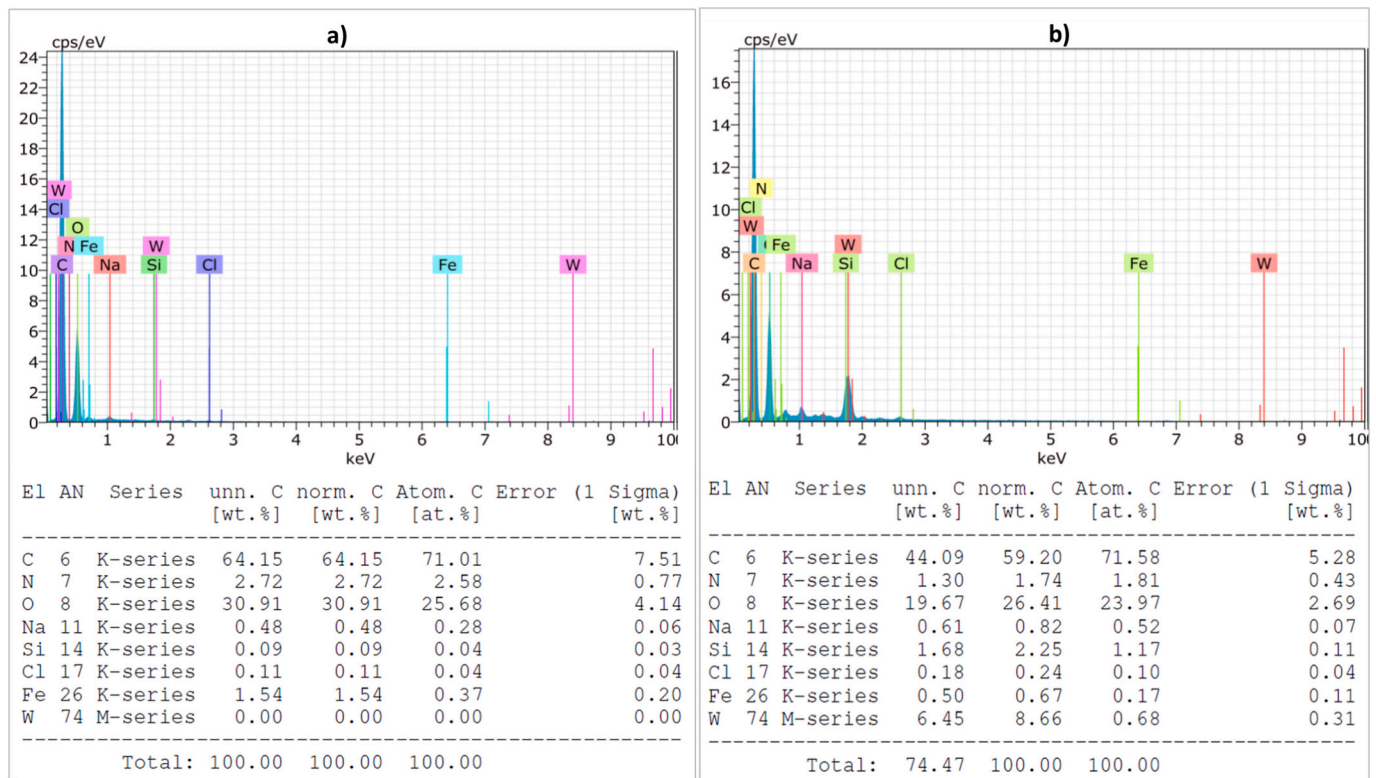 a)
cps/eV
24
22
20
18
16
14
12
10
8
6
4
2
0
W
Cl
O
N Fe W
C Na Si Cl Fe W
1 2 3 4 5 6 7 8 9 10
keV
El AN Series unn. C norm. C Atom. C Error (1 Sigma)
[wt.%] [wt.%] [at.%] [wt.%]
C 6 K-series 64.15 64.15 71.01 7.51
N 7 K-series 2.72 2.72 2.58 0.77
O 8 K-series 30.91 30.91 25.68 4.14
Na 11 K-series 0.48 0.48 0.28 0.06
Si 14 K-series 0.09 0.09 0.04 0.03
Cl 17 K-series 0.11 0.11 0.04 0.04
Fe 26 K-series 1.54 1.54 0.37 0.20
W 74 M-series 0.00 0.00 0.00 0.00
Total: 100.00 100.00 100.00
b)
cps/eV
16
14
12
10
8
6
4
2
0
N
Cl
W
Fe W
C Na Si Cl Fe W
1 2 3 4 5 6 7 8 9 10
keV
El AN Series unn. C norm. C Atom. C Error (1 Sigma)
[wt.%] [wt.%] [at.%] [wt.%]
C 6 K-series 44.09 59.20 71.58 5.28
N 7 K-series 1.30 1.74 1.81 0.43
O 8 K-series 19.67 26.41 23.97 2.69
Na 11 K-series 0.61 0.82 0.52 0.07
Si 14 K-series 1.68 2.25 1.17 0.11
Cl 17 K-series 0.18 0.24 0.10 0.04
Fe 26 K-series 0.50 0.67 0.17 0.11
W 74 M-series 6.45 8.66 0.68 0.31
Total: 74.47 100.00 100.00